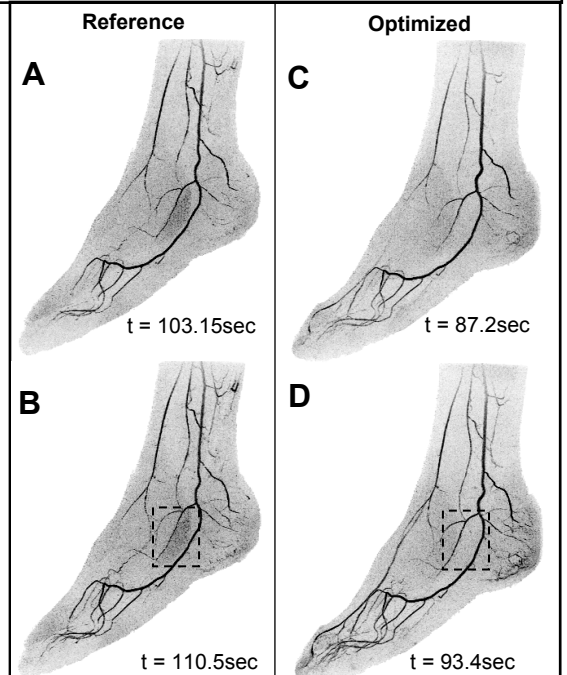 Reference
Optimized
A
C
t = 103.15sec
t = 87.2sec
B
D
t = 110.5sec
t = 93.4sec